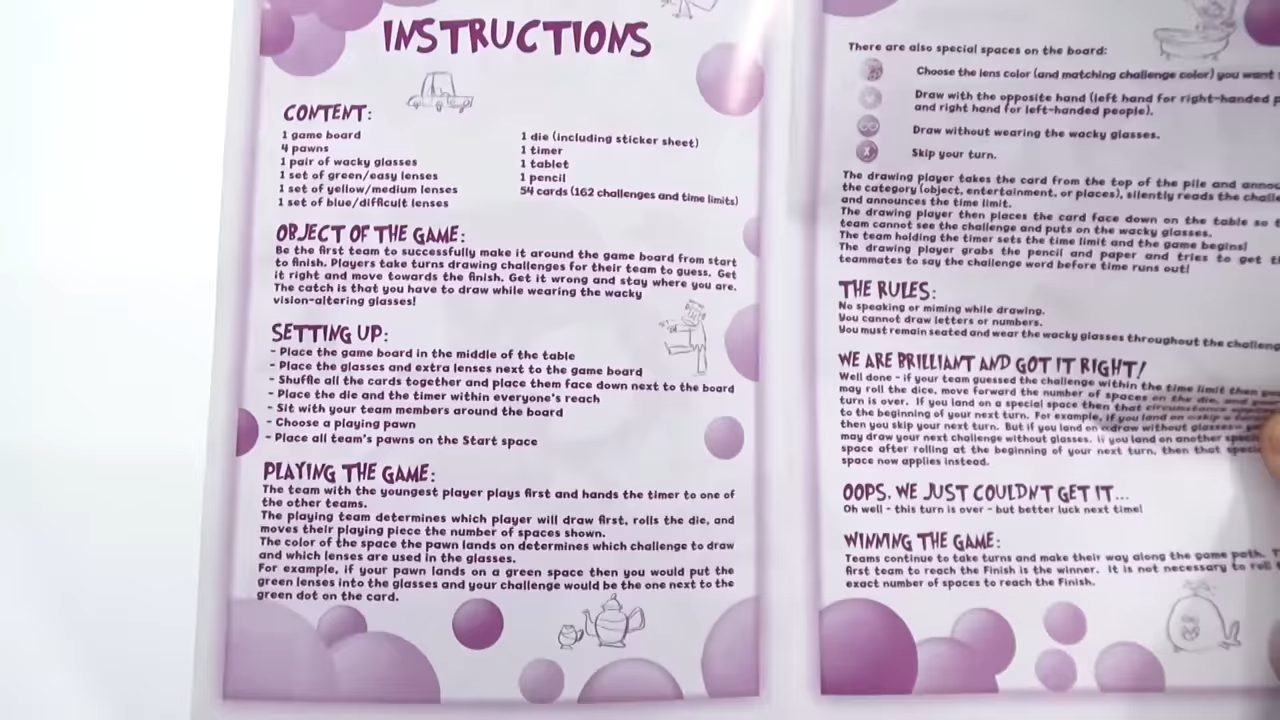 INSTRUCTIONS
CONTENT:
1 game board
4 pawns
1 pair of wacky glasses
1 set of green/easy lenses
1 set of yellow/medium lenses
1 set of blue/difficult lenses
1 die (including sticker sheet)
1 timer
1 tablet
1 pencil
54 cards (162 challenges and time limits)
OBJECT OF THE GAME:
Be the first team to successfully make it around the game board from start
to finish. Players take turns drawing challenges for their team to guess. Get
it right and move towards the finish. Get it wrong and stay where you are.
The catch is that you have to draw while wearing the wacky
vision-altering glasses!
SETTING UP:
- Place the game board in the middle of the table
- Place the glasses and extra lenses next to the game board
- Shuffle all the cards together and place them face down next to the board
- Place the die and the timer within everyone's reach
- Sit with your team members around the board
- Choose a playing pawn
- Place all team's pawns on the Start space
PLAYING THE GAME:
The team with the youngest player plays first and hands the timer to one of
the other teams.
The playing team determines which player will draw first, rolls the die, and
moves their playing piece the number of spaces shown.
The color of the space the pawn lands on determines which challenge to draw
and which lenses are used in the glasses.
For example, if your pawn lands on a green space then you would put the
green lenses into the glasses and your challenge would be the one next to the
green dot on the card.
There are also special spaces on the board:
Choose the lens color (and matching challenge color) you want
Draw with the opposite hand (left hand for right-handed
and right hand for left-handed people).
Draw without wearing the wacky glasses.
Skip your turn.
The drawing player takes the card from the top of the pile and
the category (object, entertainment, or places), silently reads the
and announces the time limit.
The drawing player then places the card face down on the table so
team cannot see the challenge and puts on the wacky glasses.
The team holding the timer sets the time limit and the game begins!
The drawing player grabs the pencil and paper and tries to get
teammates to say the challenge word before time runs out!
THE RULES:
No speaking or miming while drawing.
You cannot draw letters or numbers.
You must remain seated and wear the wacky glasses throughout the
WE ARE BRILLIANT AND GOT IT RIGHT!
Well done - if your team guessed the challenge within the time limit then
may roll the dice, move forward the number of spaces on the die, and your
turn is over. If you land on a special space then that circumstance
to the beginning of your next turn. For example, if you land on
then you skip your next turn. But if you land on draw without glasses
may draw your next challenge without glasses. If you land on another
space after rolling at the beginning of your next turn, then that
space now applies instead.
OOPS, WE JUST COULDN'T GET IT...
Oh well - this turn is over - but better luck next time!
WINNING THE GAME:
Teams continue to take turns and make their way along the game path.
first team to reach the Finish is the winner. It is not necessary to roll
exact number of spaces to reach the Finish.